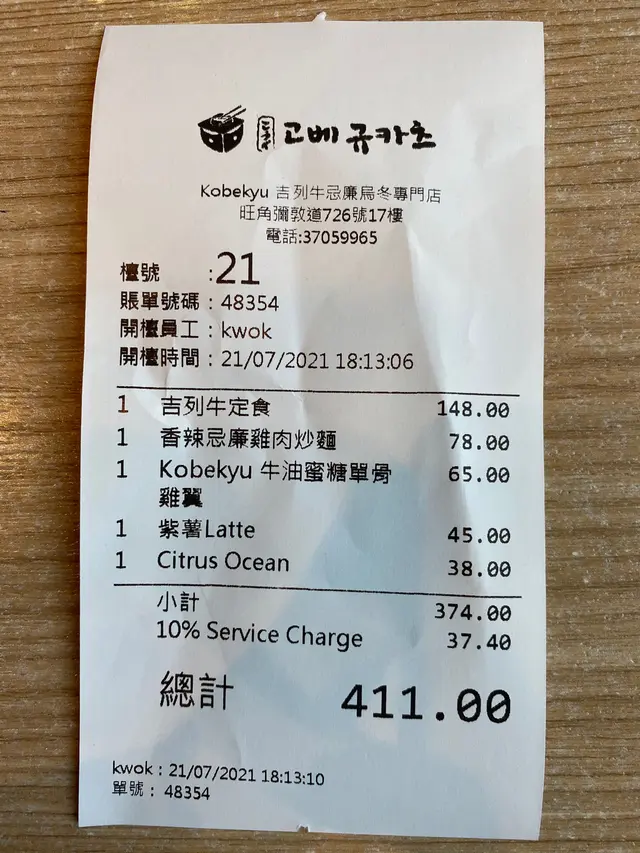 고베 규카츠
Kobekyu 吉列牛忌廉烏冬專門店
旺角彌敦道726號17樓
電話:37059965
檯號 :21
賬單號碼 : 48354
開檯員工 : kwok
開檯時間 : 21/07/2021 18:13:06
1 吉列牛定食 148.00
1 香辣忌廉雞肉炒麵 78.00
1 Kobekyu 牛油蜜糖單骨 65.00
雞翼
1 紫薯Latte 45.00
1 Citrus Ocean 38.00
小計 374.00
10% Service Charge 37.40
總計 411.00
kwok : 21/07/2021 18:13:10
單號 : 48354